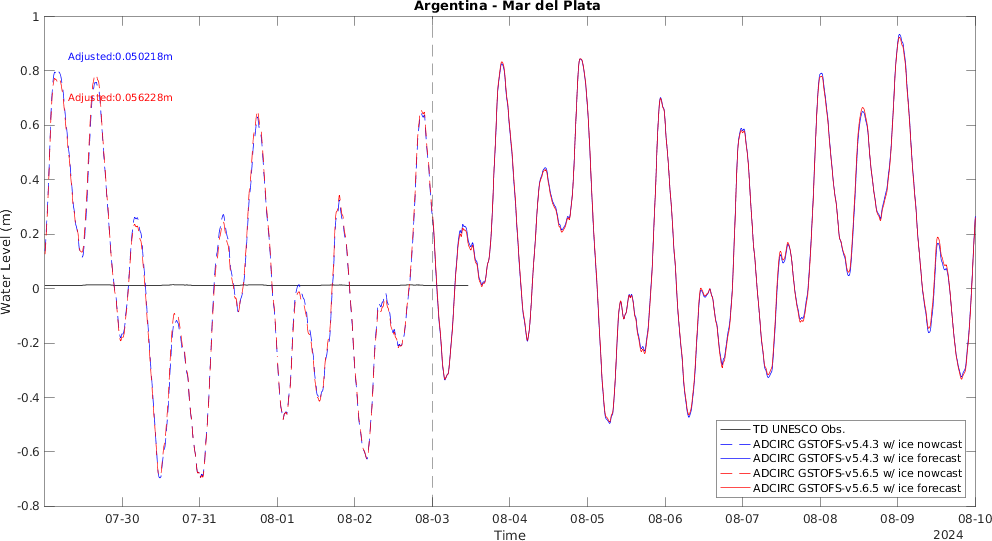 Argentina - Mar del Plata
Adjusted:0.050218m
Adjusted:0.056228m
Water Level (m)
1
0.8
0.6
0.4
0.2
0
-0.2
-0.4
-0.6
-0.8
TD UNESCO Obs.
ADCIRC GSTOFS-v5.4.3 w/ ice nowcast
ADCIRC GSTOFS-v5.4.3 w/ ice forecast
ADCIRC GSTOFS-v5.6.5 w/ ice nowcast
ADCIRC GSTOFS-v5.6.5 w/ ice forecast
07-30 07-31 08-01 08-02 08-03 08-04 08-05 08-06 08-07 08-08 08-09 08-10
Time
2024